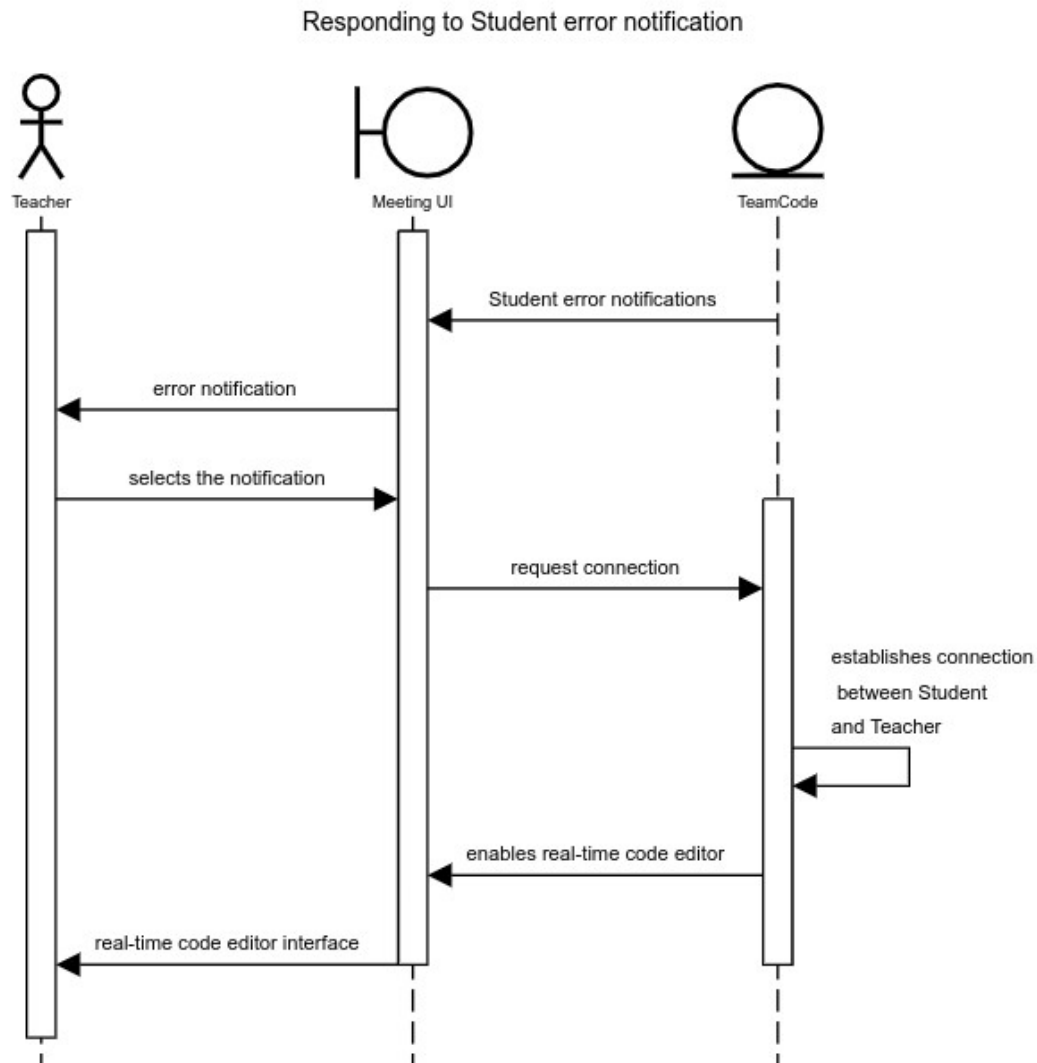 Responding to Student error notification
Teacher
Meeting UI
TeamCode
Student error notifications
error notification
selects the notification
request connection
establishes connection
between Student
and Teacher
enables real-time code editor
real-time code editor interface